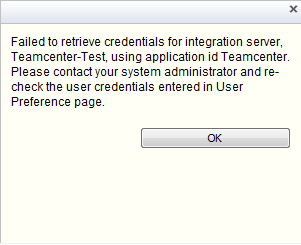 Failed to retrieve credentials for integration server,
Teamcenter-Test, using application id Teamcenter.
Please contact your system administrator and re-
check the user credentials entered in User
Preference page.
OK